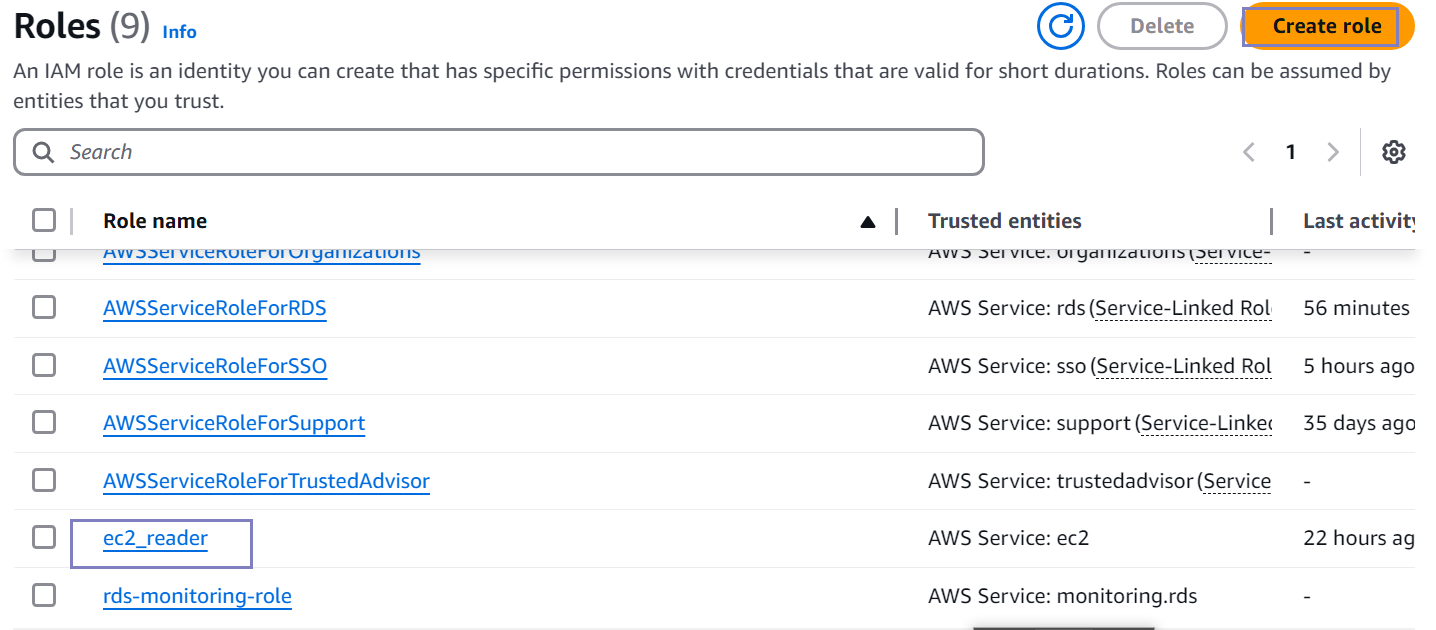 Roles (9) Info
Delete
Create role
An IAM role is an identity you can create that has specific permissions with credentials that are valid for short durations. Roles can be assumed by
entities that you trust.
Search
1
Role name
Trusted entities
Last activity
AWSServiceRoleForOrganizations
AWS Service: organizations (Service-
-
AWSServiceRoleForRDS
AWS Service: rds (Service-Linked Rol
56 minutes
AWSServiceRoleForSSO
AWS Service: sso (Service-Linked Rol
5 hours ago
AWSServiceRoleForSupport
AWS Service: support (Service-Linked
35 days ago
AWSServiceRoleForTrustedAdvisor
AWS Service: trustedadvisor (Service
-
ec2_reader
AWS Service: ec2
22 hours ag
rds-monitoring-role
AWS Service: monitoring.rds
-